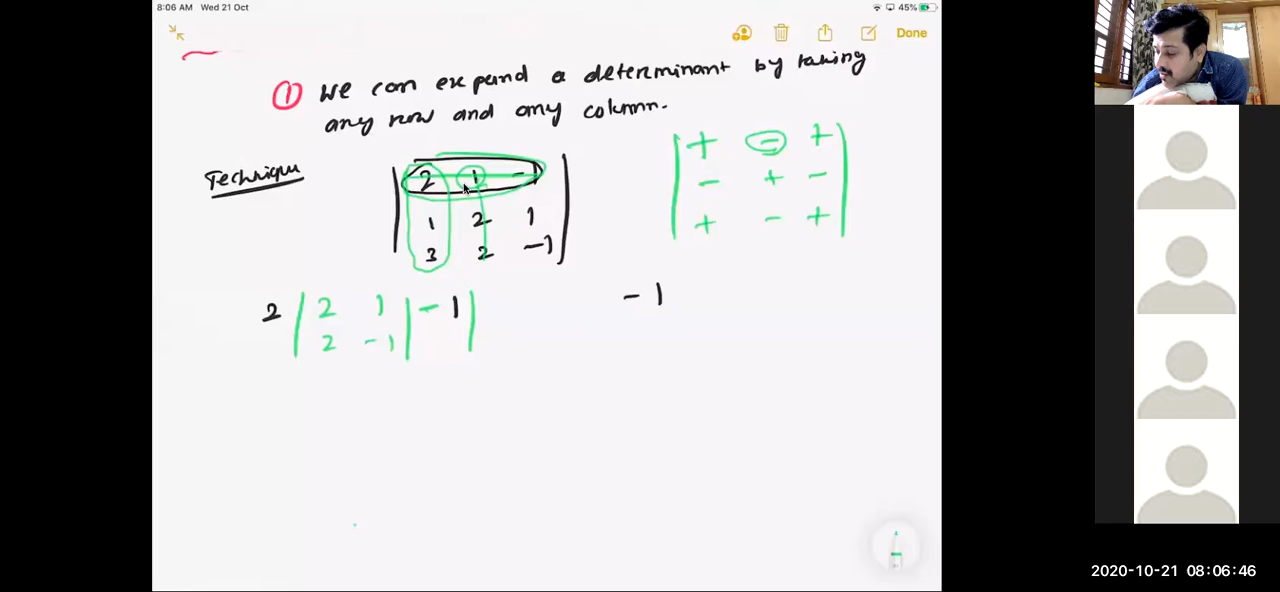 8:06 AM Wed 21 Oct
45%
Done
① We can expand a determinant by taking
any row and any column.
Technique
| 2 1 -1 |
| 1 2 1 |
| 3 2 -1 |
| + - + |
| - + - |
| + - + |
2 | 2 1 | - 1 |
| 2 -1 |
- 1
2020-10-21 08:06:46